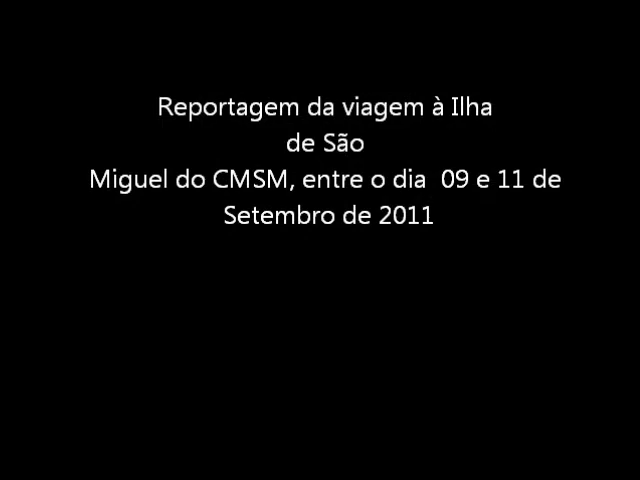 Reportagem da viagem à Ilha
de São
Miguel do CMSM, entre o dia  09 e 11 de
Setembro de 2011